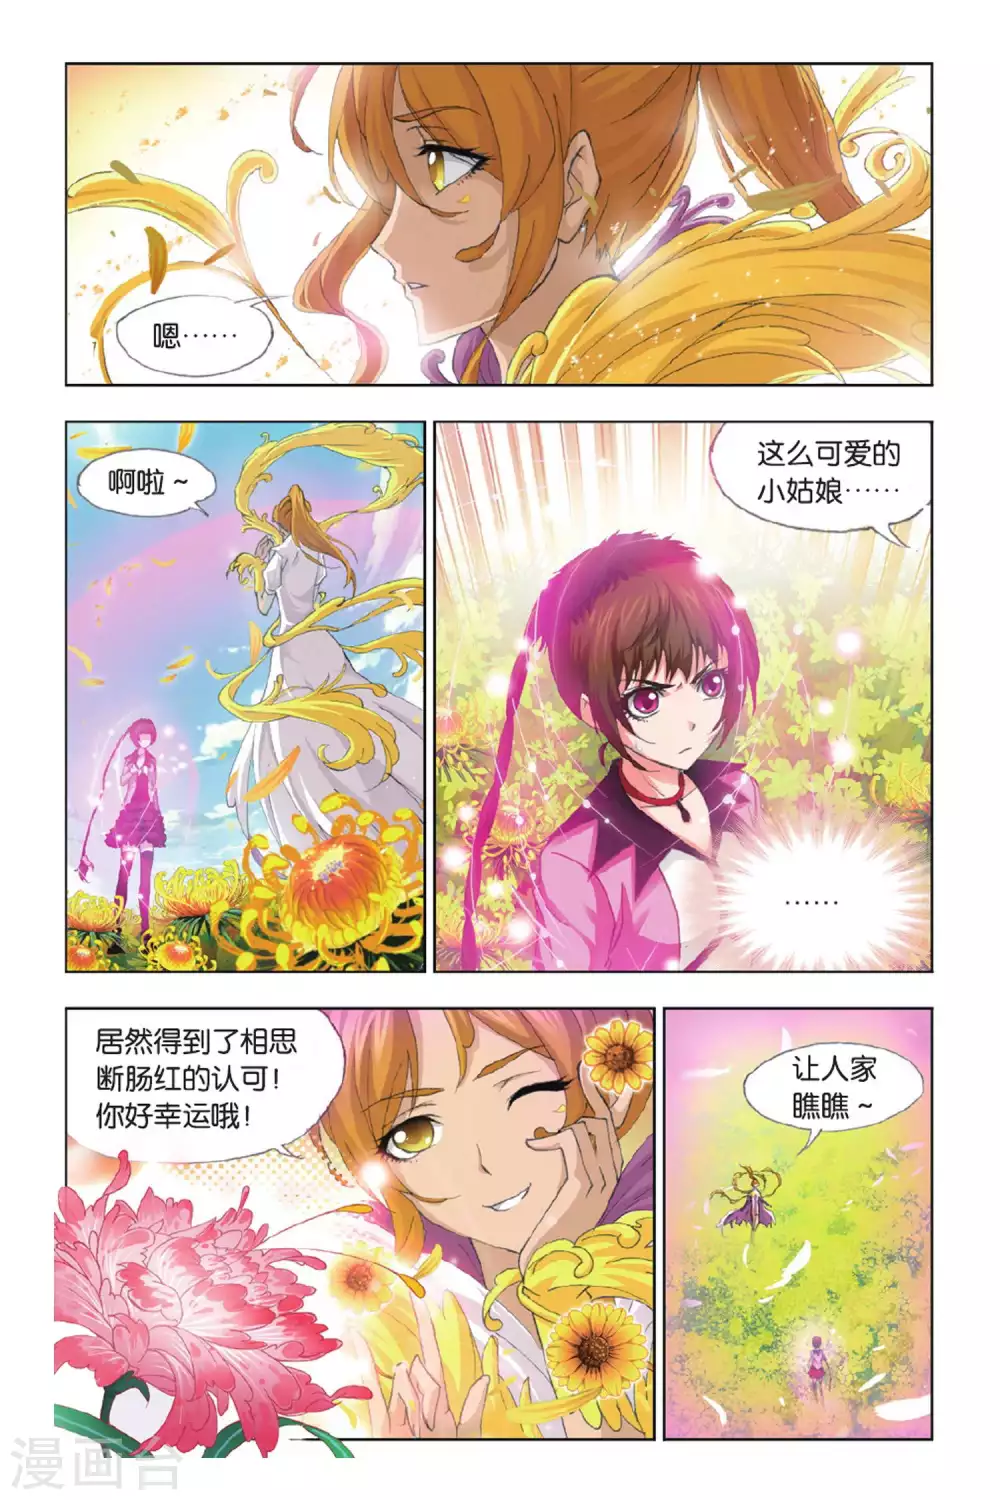 嗯……
啊啦~
这么可爱的
小姑娘……
……
居然得到了相思
断肠红的认可!
你好幸运哦!
让人家
瞧瞧~
漫画台